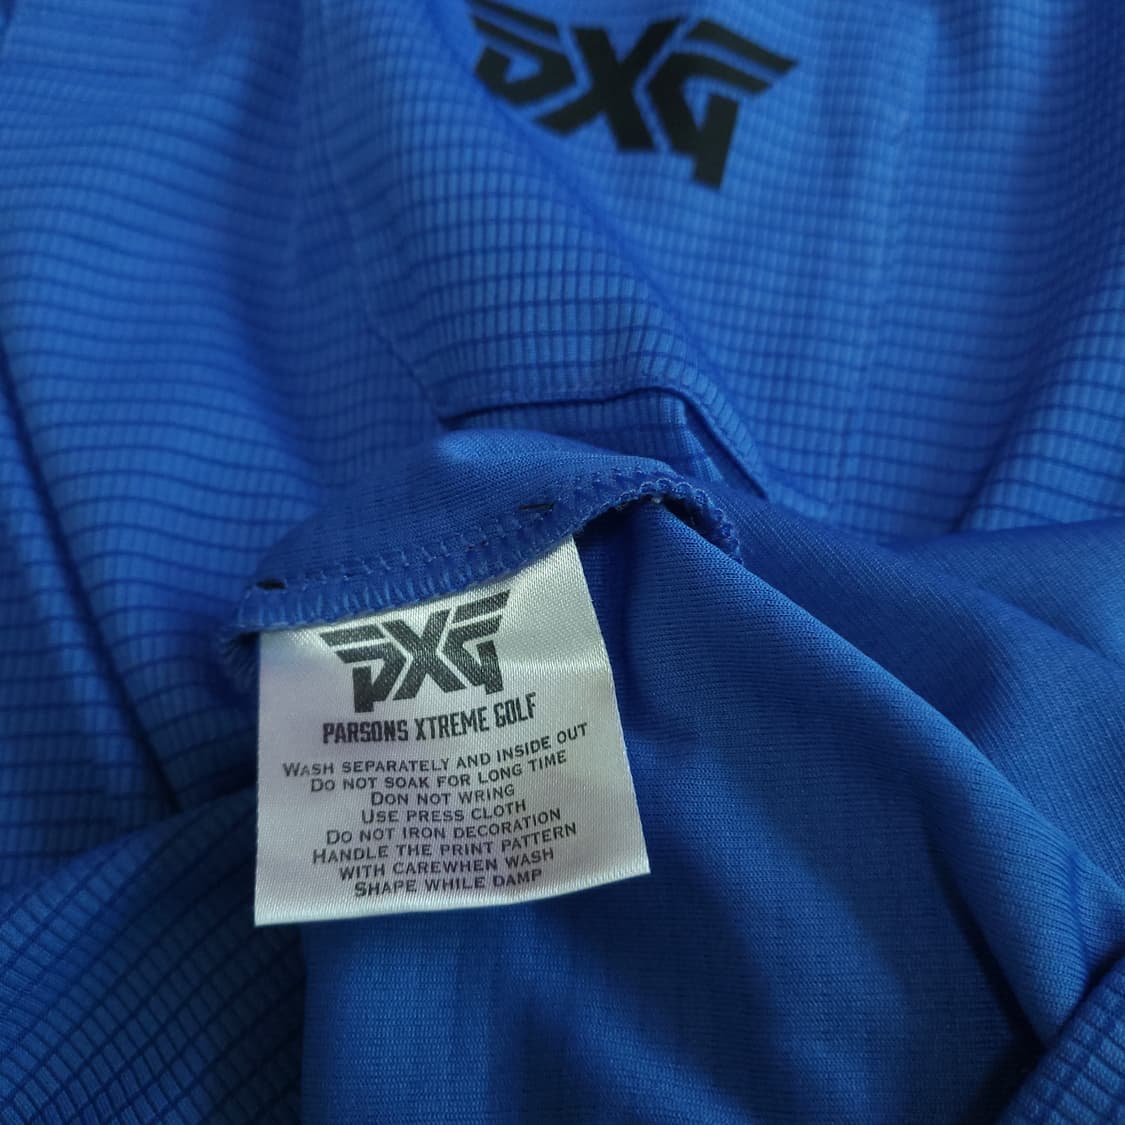 PXG
PXG
PARSONS XTREME GOLF
WASH SEPARATELY AND INSIDE OUT
DO NOT SOAK FOR LONG TIME
DON NOT WRING
USE PRESS CLOTH
DO NOT IRON DECORATION
HANDLE THE PRINT PATTERN
WITH CAREWHEN WASH
SHAPE WHILE DAMP